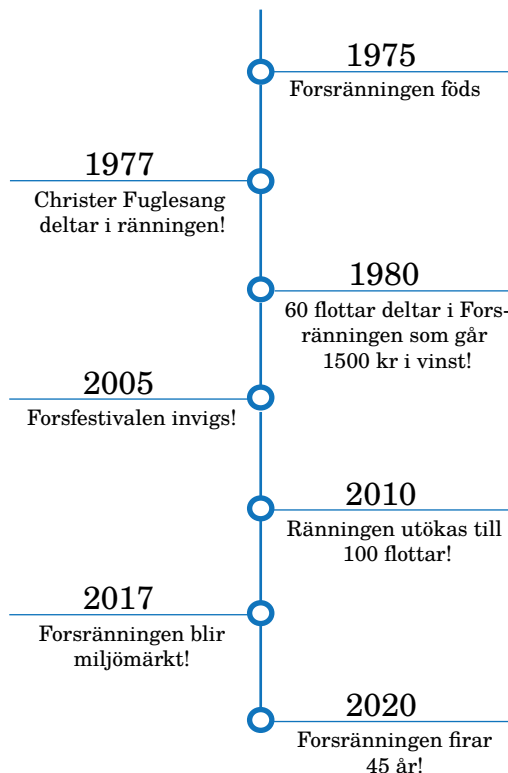 1975
Forsränningen föds
1977
Christer Fuglesang
deltar i ränningen!
1980
60 flottar deltar i Fors-
ränningen som går
1500 kr i vinst!
2005
Forsfestivalen invigs!
2010
Ränningen utökas till
100 flottar!
2017
Forsränningen blir
miljömärkt!
2020
Forsränningen firar
45 år!